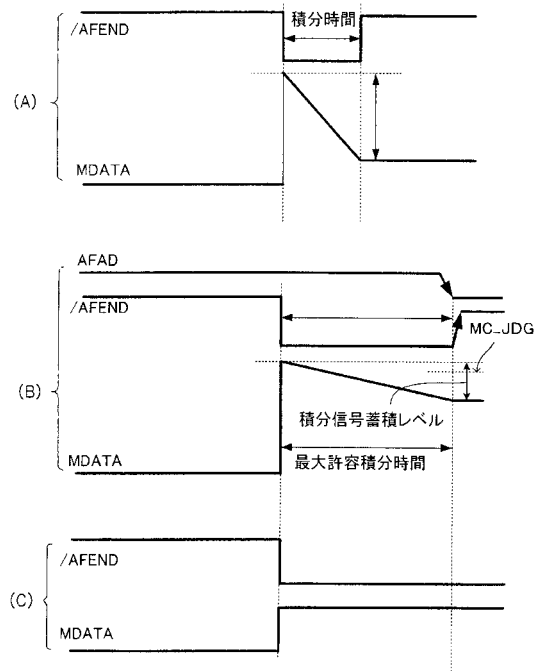 /AFEND
積分時間
(A)
MDATA
AFAD
/AFEND
MC_JDG
(B)
積分信号蓄積レベル
MDATA
最大許容積分時間
/AFEND
(C)
MDATA